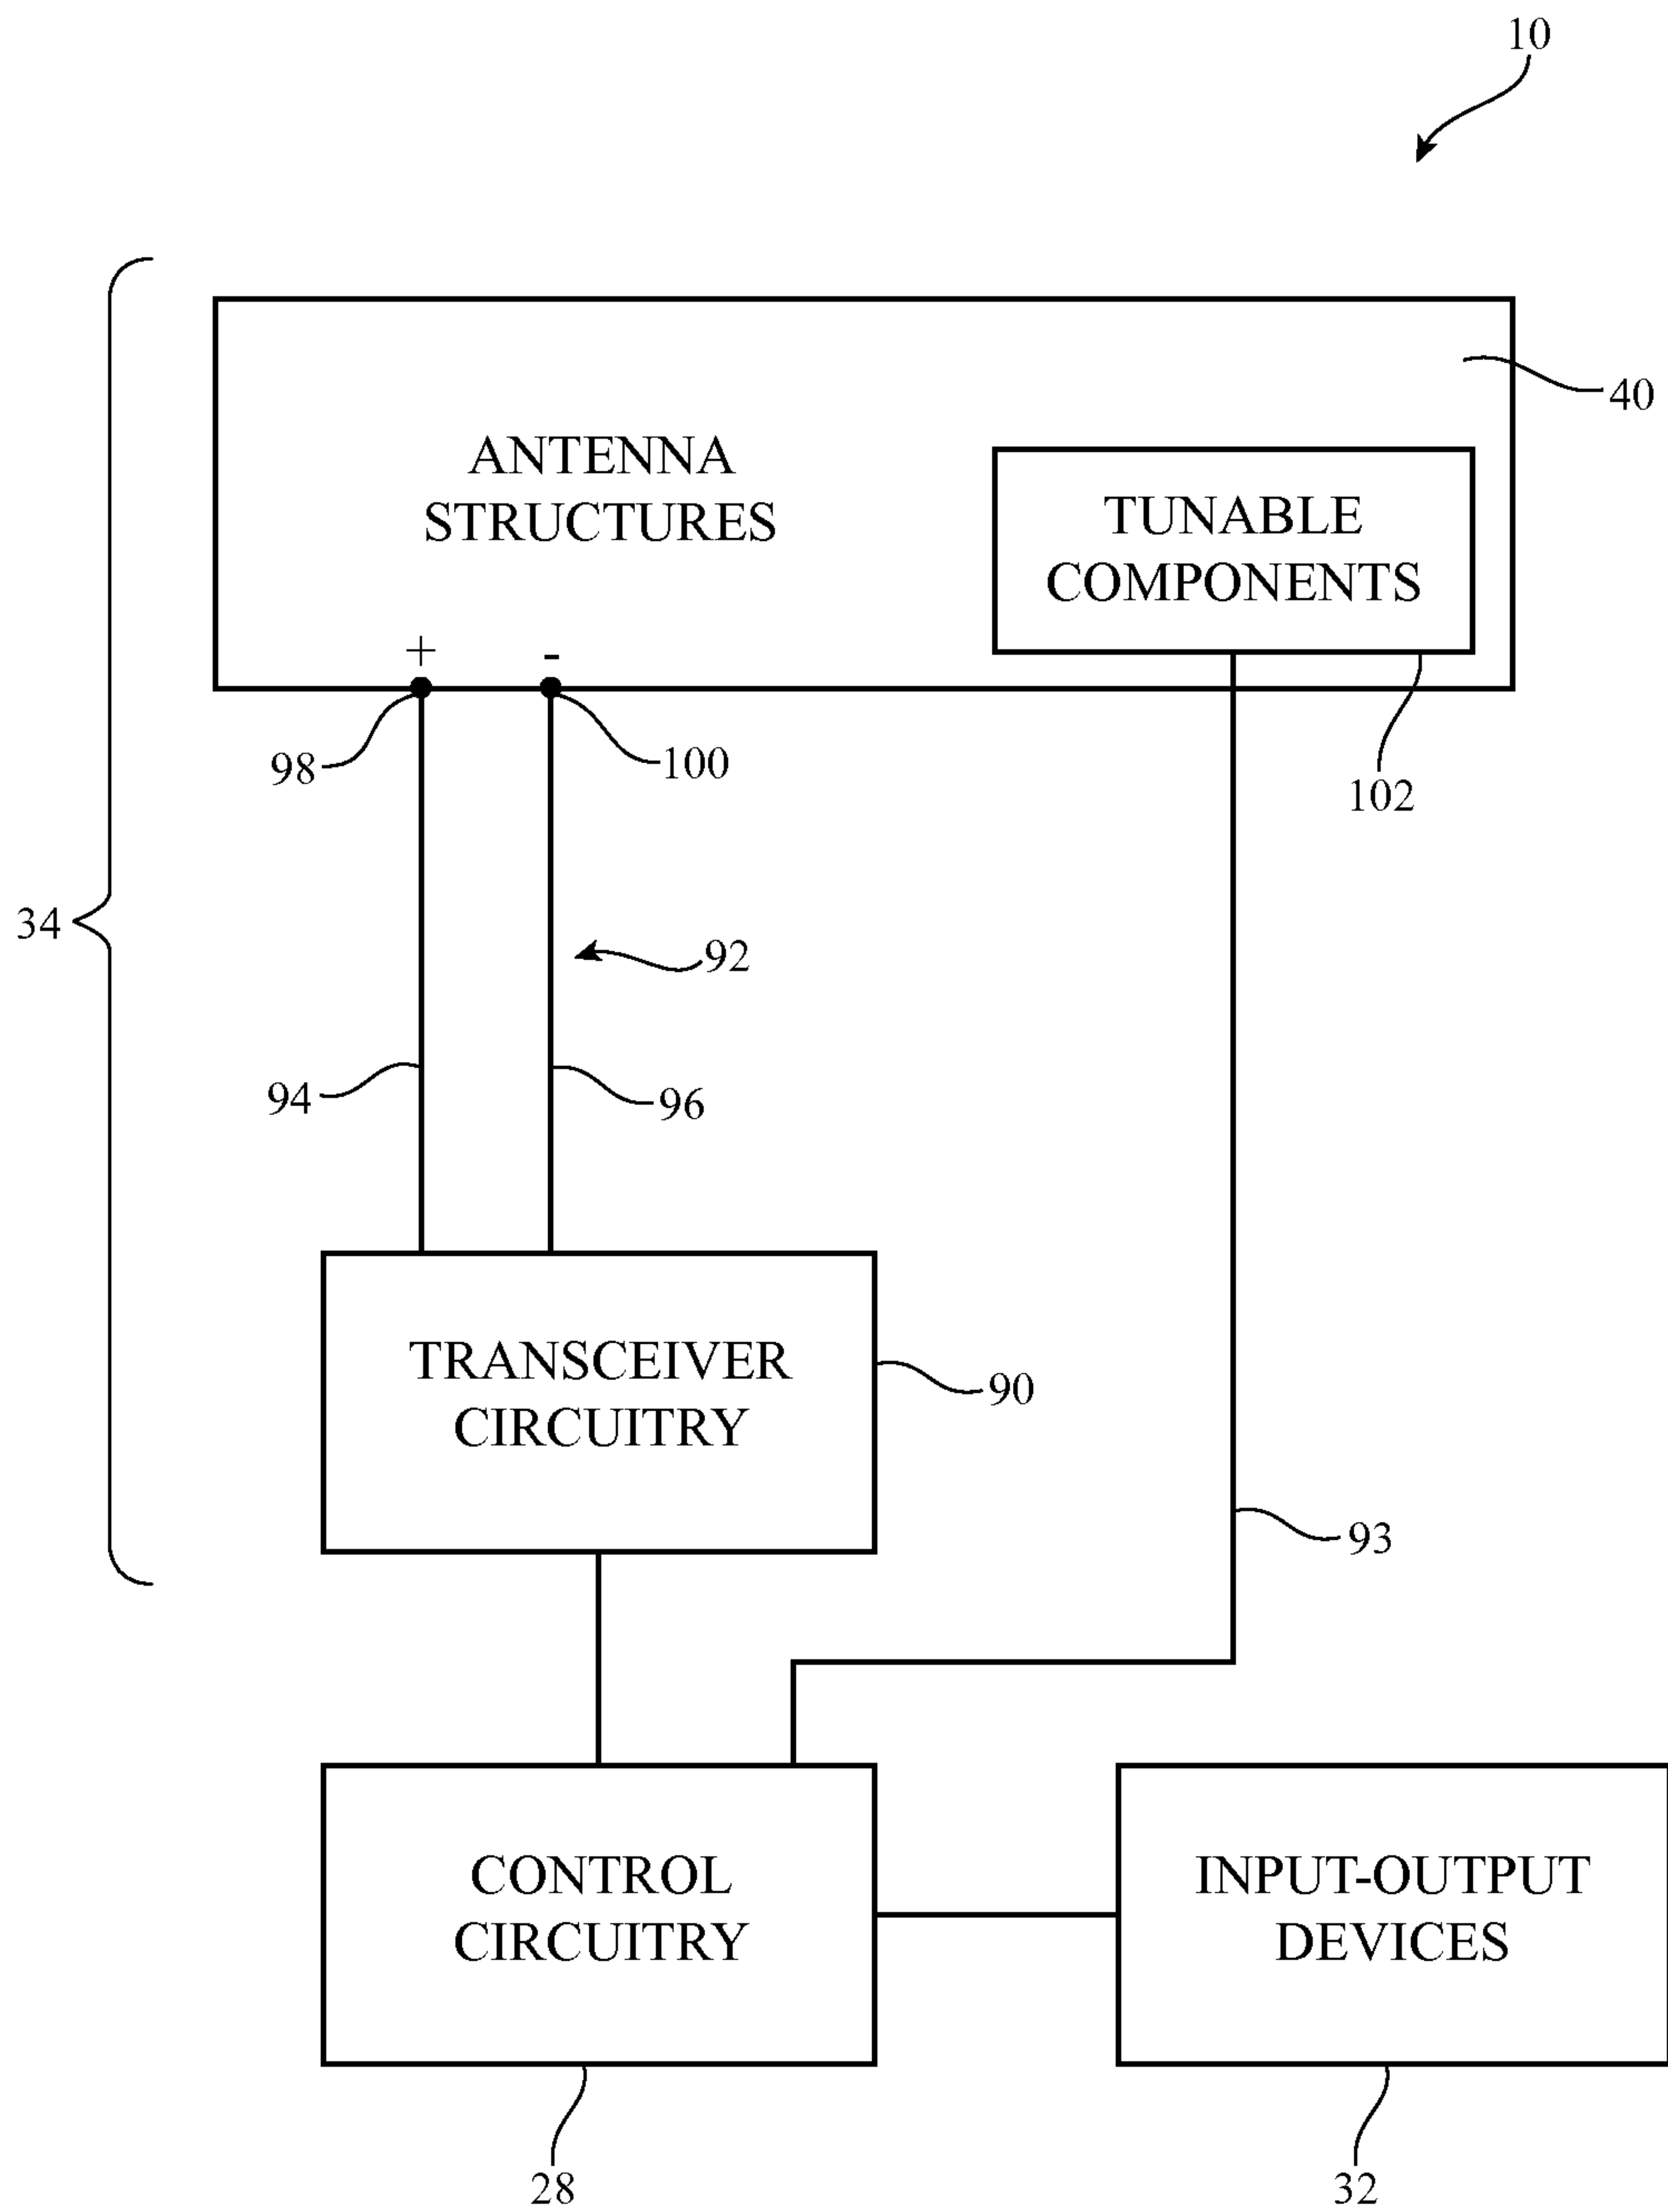 10
40
ANTENNA
STRUCTURES
TUNABLE
COMPONENTS
+
-
98
100
102
34
92
94
96
TRANSCEIVER
CIRCUITRY
90
93
CONTROL
CIRCUITRY
INPUT-OUTPUT
DEVICES
28
32